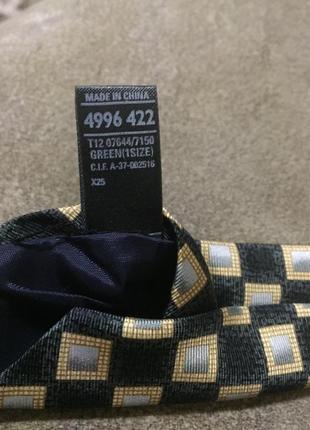 MADE IN CHINA
4996 422
T12 07644/7150
GREEN(1SIZE)
C.I.F. A-37-002516
X25